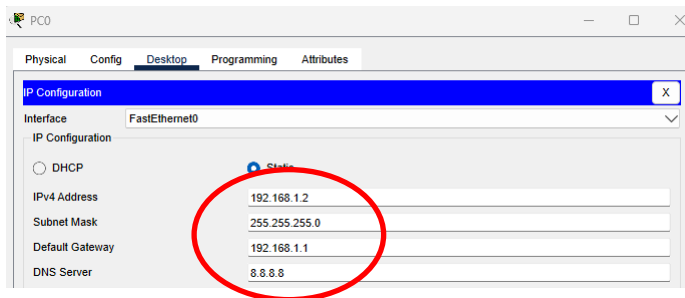 PC0
Physical Config Desktop Programming Attributes
IP Configuration X
Interface FastEthernet0
IP Configuration
DHCP Static
IPv4 Address 192.168.1.2
Subnet Mask 255.255.255.0
Default Gateway 192.168.1.1
DNS Server 8.8.8.8